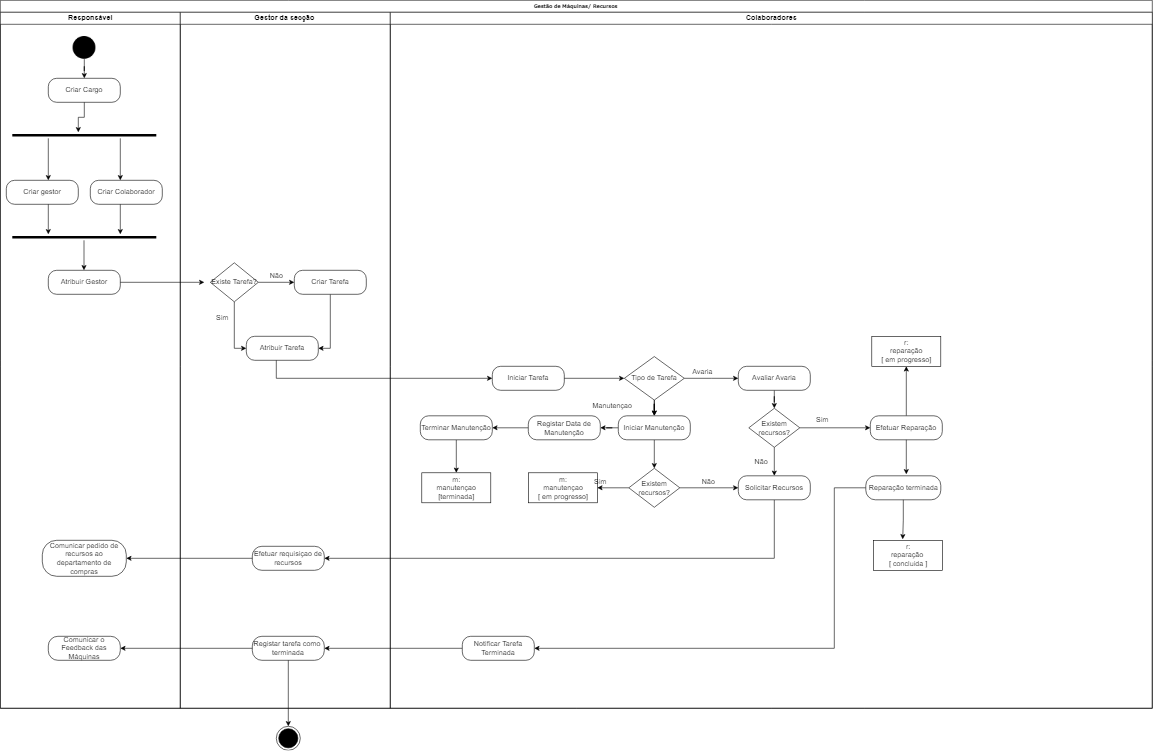 Gestão de Máquinas/ Recursos
Responsável
Gestor da secção
Colaboradores
Criar Cargo
Criar gestor
Criar Colaborador
Atribuir Gestor
Existe Tarefa?
Não
Criar Tarefa
Sim
Atribuir Tarefa
Iniciar Tarefa
Tipo de Tarefa
Avaria
Avaliar Avaria
r:
reparação
[ em progresso]
Manutençao
Terminar Manutenção
Registar Data de
Manutenção
Iniciar Manutenção
Existem
recursos?
Sim
Efetuar Reparação
Não
m:
manutençao
[terminada]
m:
manutençao
[ em progresso]
Sim
Existem
recursos?
Não
Solicitar Recursos
Reparação terminada
r:
reparação
[ concluida ]
Comunicar pedido de
recursos ao
departamento de
compras
Efetuar requisiçao de
recursos
Comunicar o
Feedback das
Máquinas
Registar tarefa como
terminada
Notificar Tarefa
Terminada